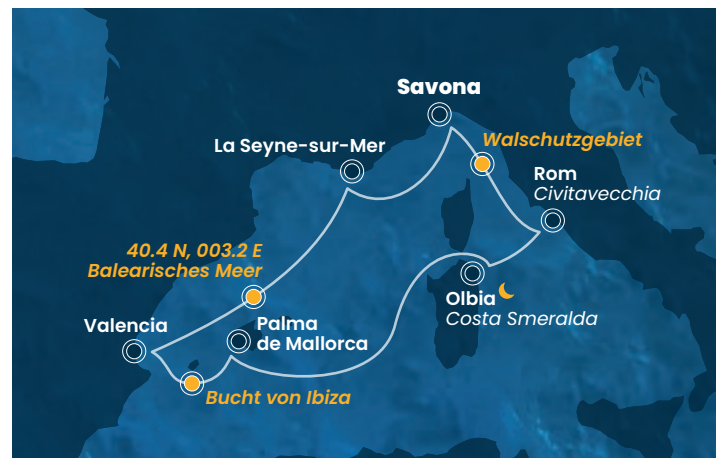 Savona
La Seyne-sur-Mer
Walschutzgebiet
Rom
Civitavecchia
40.4 N, 003.2 E
Balearisches Meer
Olbia
Costa Smeralda
Valencia
Palma
de Mallorca
Bucht von Ibiza